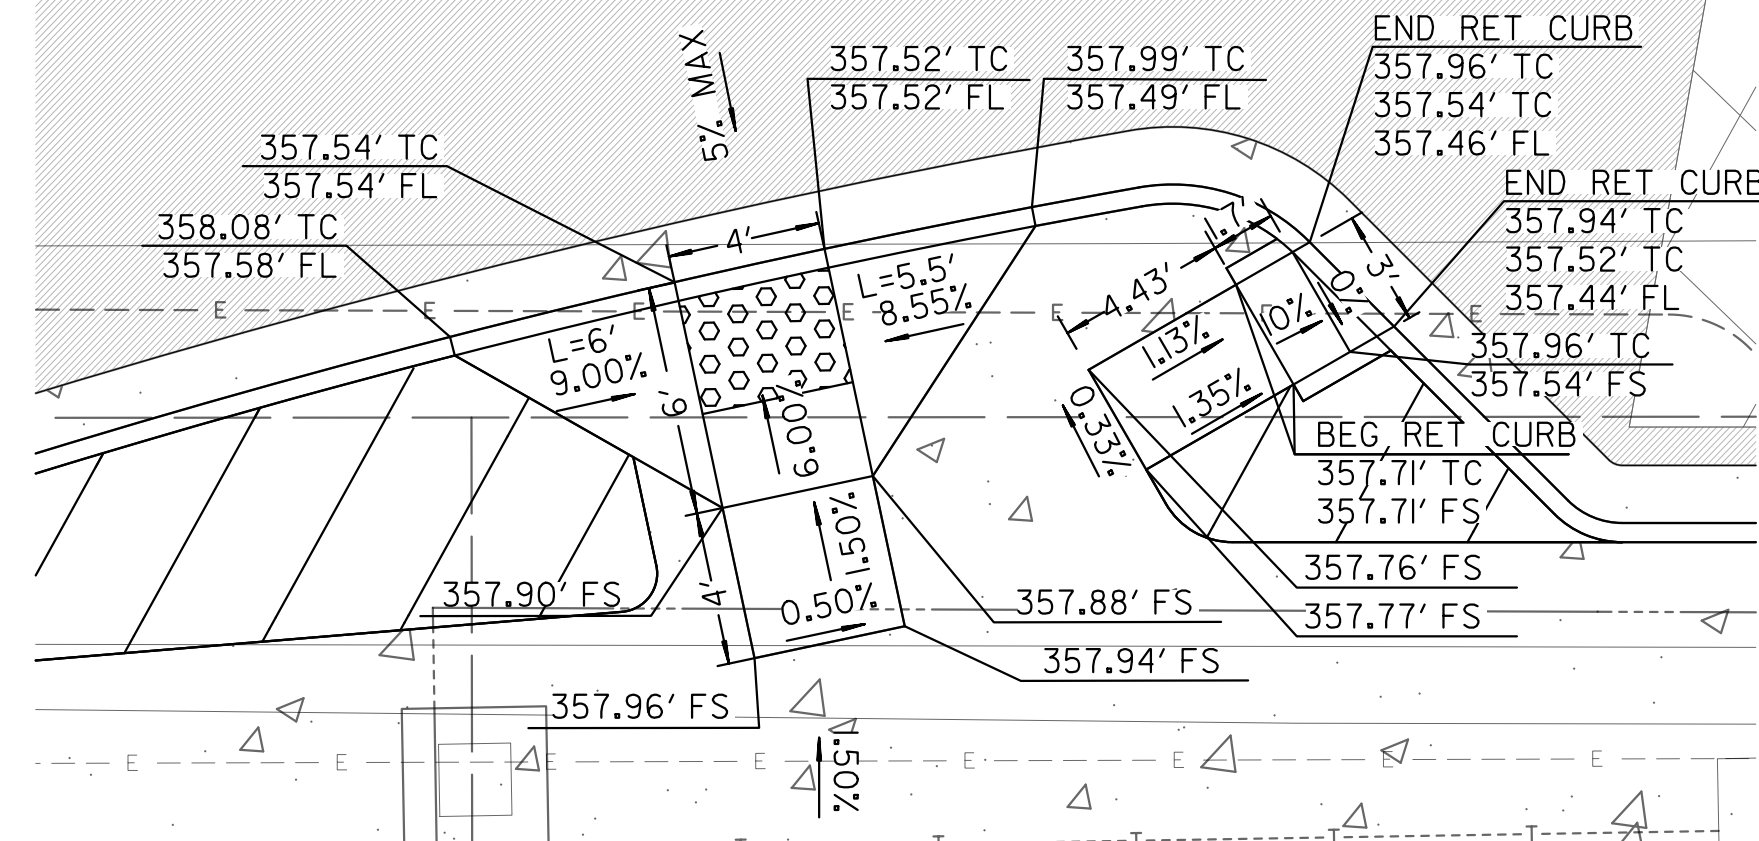 END RET CURB
357.96' TC
357.54' TC
357.46' FL
5% MAX
357.52' TC
357.52' FL
357.99' TC
357.49' FL
357.54' TC
357.54' FL
END RET CURB
357.94' TC
357.52' TC
357.44' FL
358.08' TC
357.58' FL
4'
1.7'
3'
L=5.5'
8.55%
4.43'
10%
E E E E E E E
L=6'
9.00%
1.13%
1.35%
0.33%
357.96' TC
357.54' FS
6'
6.00%
BEG RET CURB
357.71' TC
357.71' FS
1.50%
0.50%
4'
357.90' FS
357.88' FS
357.76' FS
357.77' FS
357.94' FS
357.96' FS
1.50%
E E E E E E E E
T T T T T